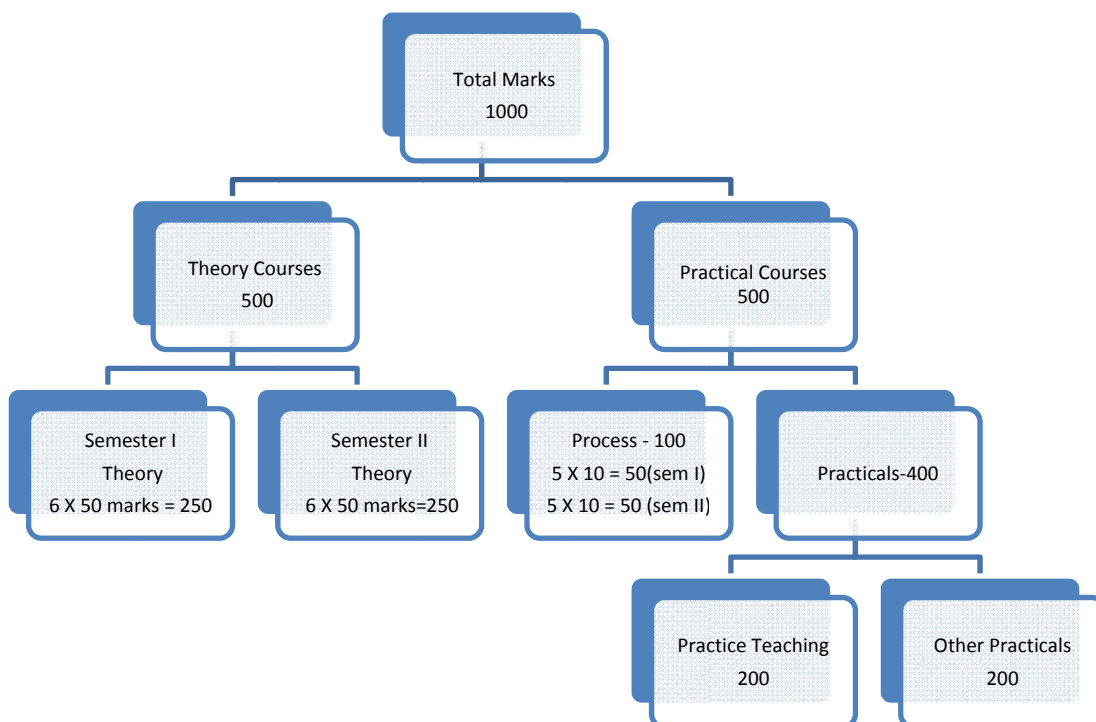 Total Marks
1000
Theory Courses
500
Practical Courses
500
Semester I
Theory
6 X 50 marks = 250
Semester II
Theory
6 X 50 marks=250
Process - 100
5 X 10 = 50(sem I)
5 X 10 = 50 (sem II)
Practicals-400
Practice Teaching
200
Other Practicals
200